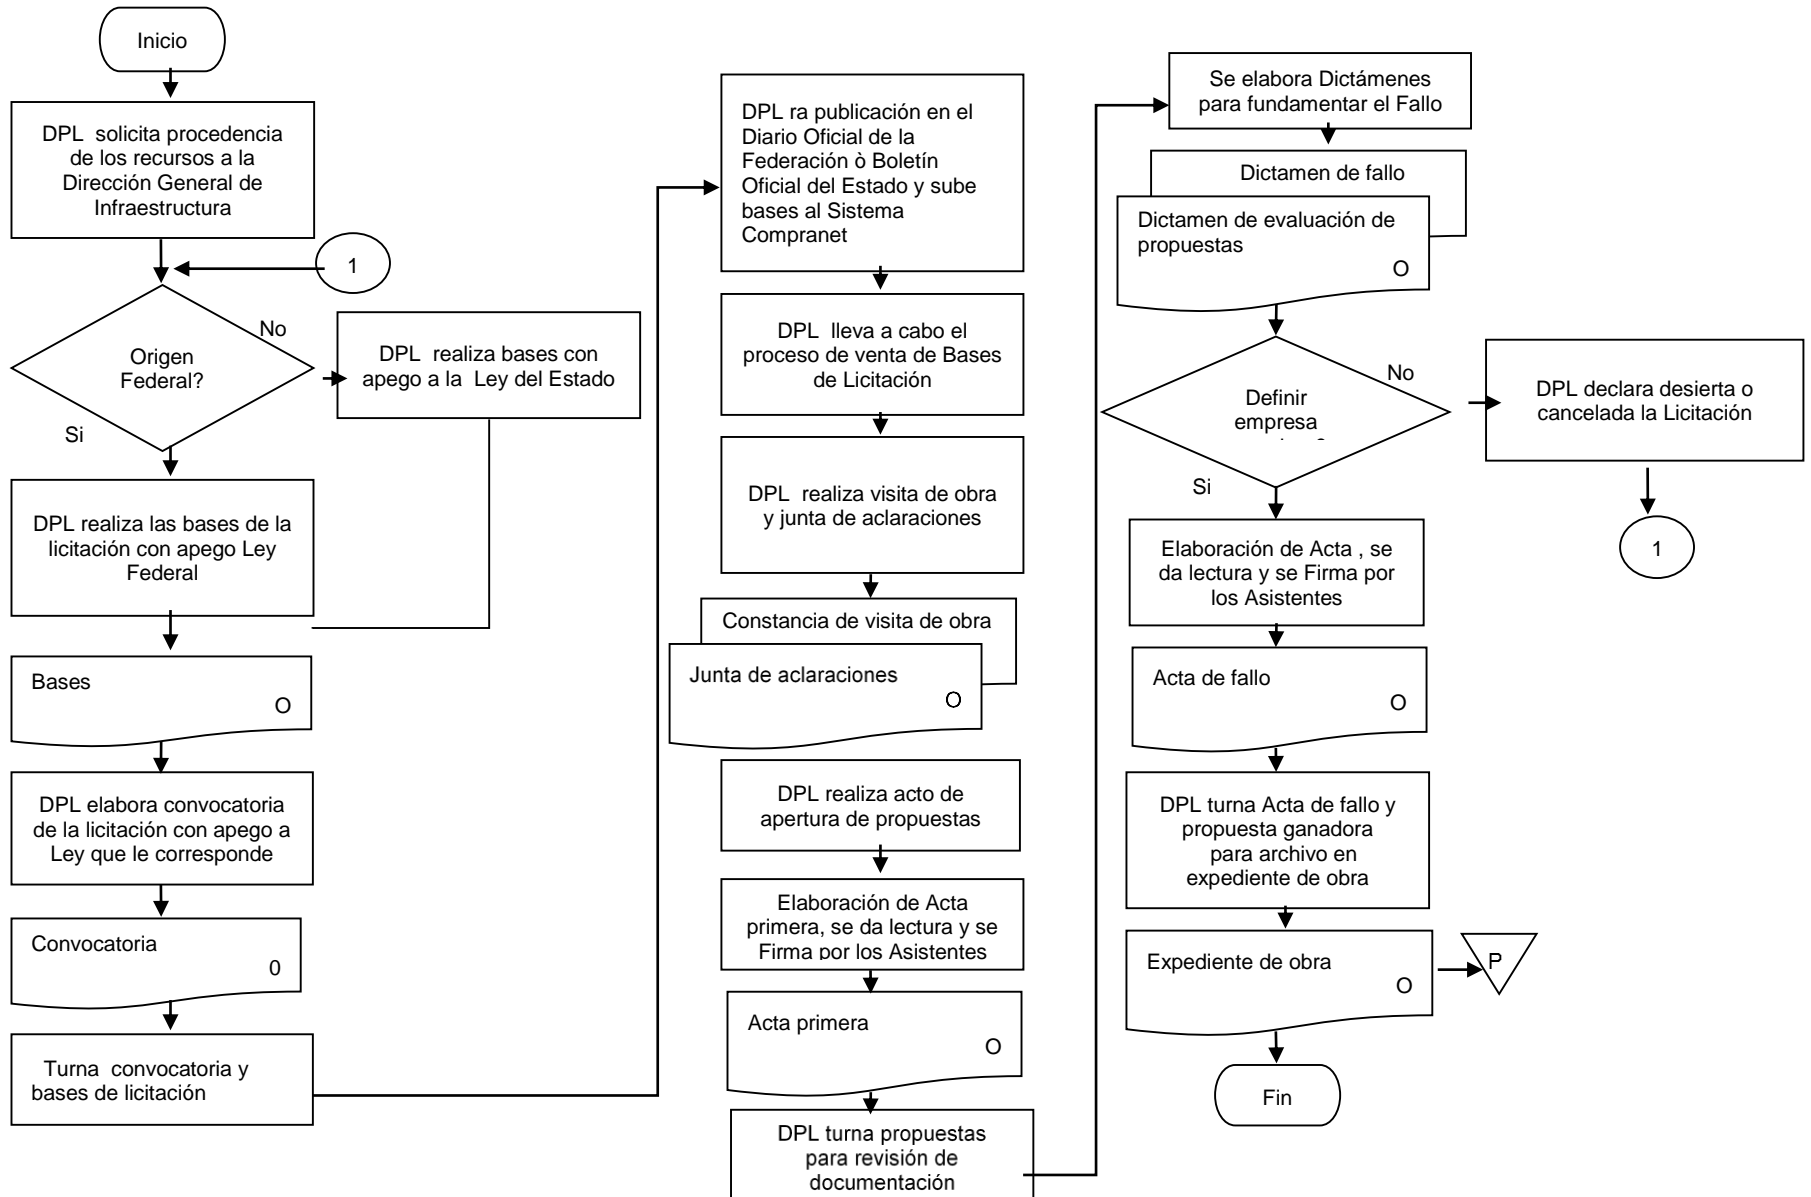 Inicio
DPL solicita procedencia
de los recursos a la
Dirección General de
Infraestructura
1
Origen
Federal?
No
Si
DPL realiza bases con
apego a la Ley del Estado
DPL realiza las bases de la
licitación con apego Ley
Federal
Bases
O
DPL elabora convocatoria
de la licitación con apego a
Ley que le corresponde
Convocatoria
0
Turna convocatoria y
bases de licitación
DPL ra publicación en el
Diario Oficial de la
Federación ò Boletín
Oficial del Estado y sube
bases al Sistema
Compranet
DPL lleva a cabo el
proceso de venta de Bases
de Licitación
DPL realiza visita de obra
y junta de aclaraciones
Constancia de visita de obra
Junta de aclaraciones
O
DPL realiza acto de
apertura de propuestas
Elaboración de Acta
primera, se da lectura y se
Firma por los Asistentes
Acta primera
O
DPL turna propuestas
para revisión de
documentación
Se elabora Dictámenes
para fundamentar el Fallo
Dictamen de fallo
Dictamen de evaluación de
propuestas
O
Definir
empresa
No
Si
DPL declara desierta o
cancelada la Licitación
1
Elaboración de Acta , se
da lectura y se Firma por
los Asistentes
Acta de fallo
O
DPL turna Acta de fallo y
propuesta ganadora
para archivo en
expediente de obra
Expediente de obra
O
P
Fin